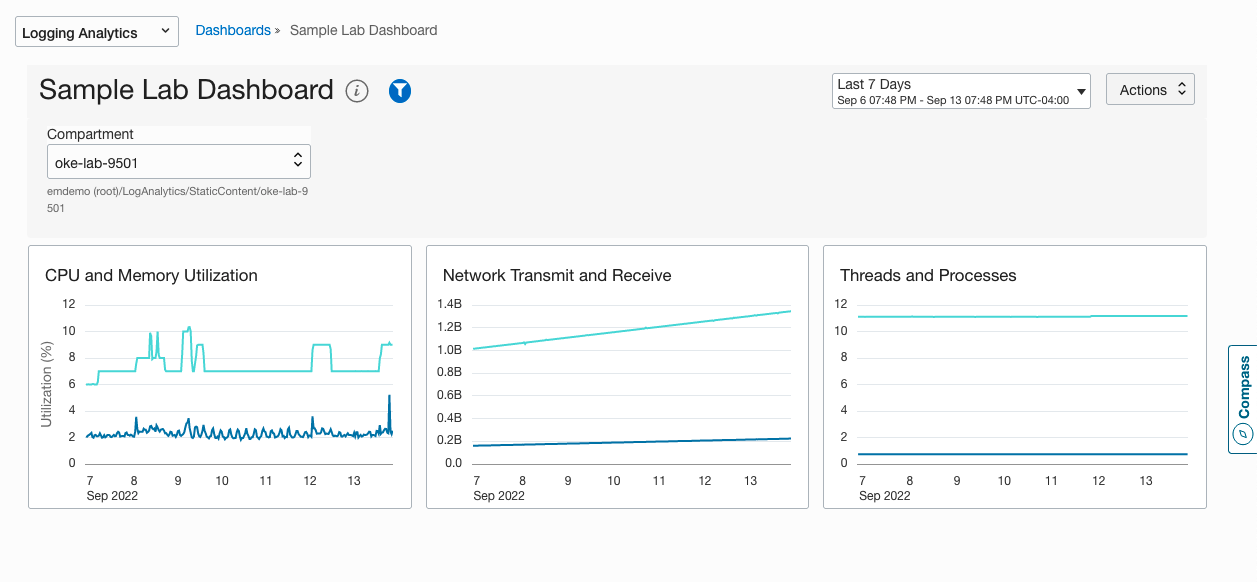 Logging Analytics
Dashboards » Sample Lab Dashboard
Sample Lab Dashboard i
Last 7 Days
Sep 6 07:48 PM - Sep 13 07:48 PM UTC-04:00
Actions
Compartment
oke-lab-9501
emdemo (root)/LogAnalytics/StaticContent/oke-lab-9
501
CPU and Memory Utilization
Utilization (%)
12
10
8
6
4
2
0
7 8 9 10 11 12 13
Sep 2022
Network Transmit and Receive
1.4B
1.2B
1.0B
0.8B
0.6B
0.4B
0.2B
0.0
7 8 9 10 11 12 13
Sep 2022
Threads and Processes
12
10
8
6
4
2
0
7 8 9 10 11 12 13
Sep 2022
Compass